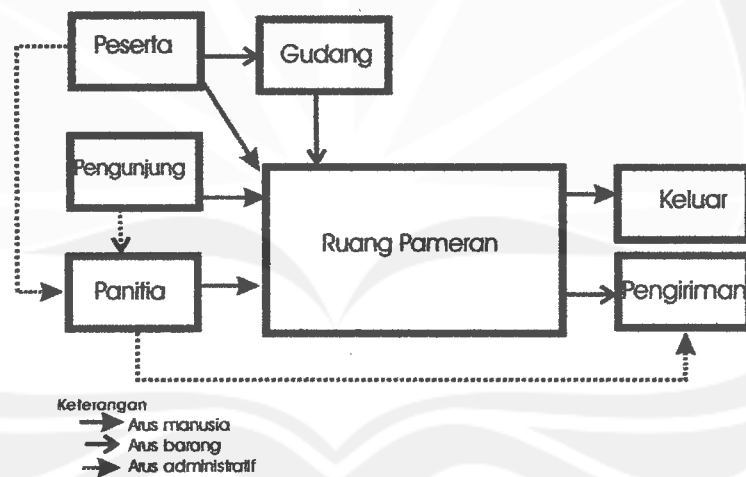 Peserta
Gudang
Pengunjung
Ruang Pameran
Keluar
Panitia
Pengiriman
Keterangan
Arus manusia
Arus barang
Arus administratif